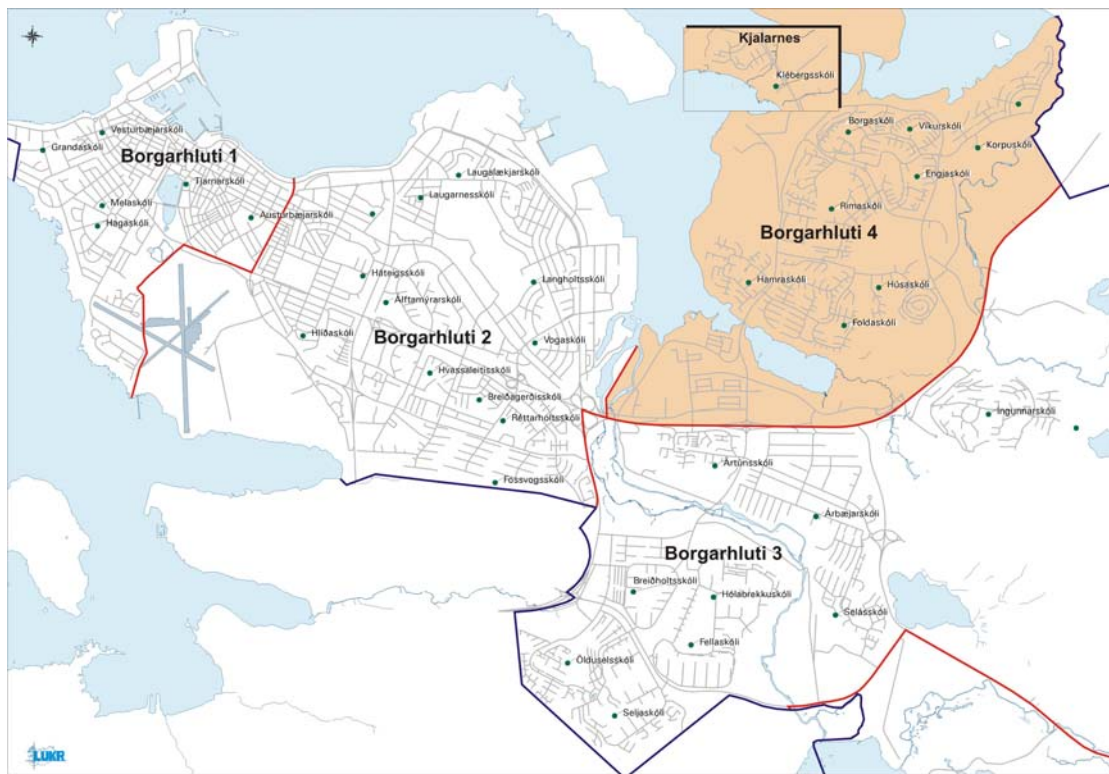 Kjalarnes
Klébergsskóli
Vesturbæjarskóli
Grandaskóli
Borgarhluti 1
Tjarnarskóli
Melaskóli
Hagaskóli
Austurbæjarskóli
Laugalækjarskóli
Laugarnesskóli
Háteigsskóli
Langholtsskóli
Álftamýrarskóli
Hlíðaskóli
Borgarhluti 2
Vogaskóli
Hvassaleitisskóli
Breiðagerðisskóli
Réttarholtsskóli
Fossvogsskóli
Borgaskóli
Víkurskóli
Korpuskóli
Engjaskóli
Rimaskóli
Borgarhluti 4
Hamraskóli
Húsaskóli
Foldaskóli
Ingunnarskóli
Ártúnsskóli
Árbæjarskóli
Borgarhluti 3
Breiðholtsskóli
Hólabrekkuskóli
Selásskóli
Fellaskóli
Ölduselsskóli
Seljaskóli
LUKR